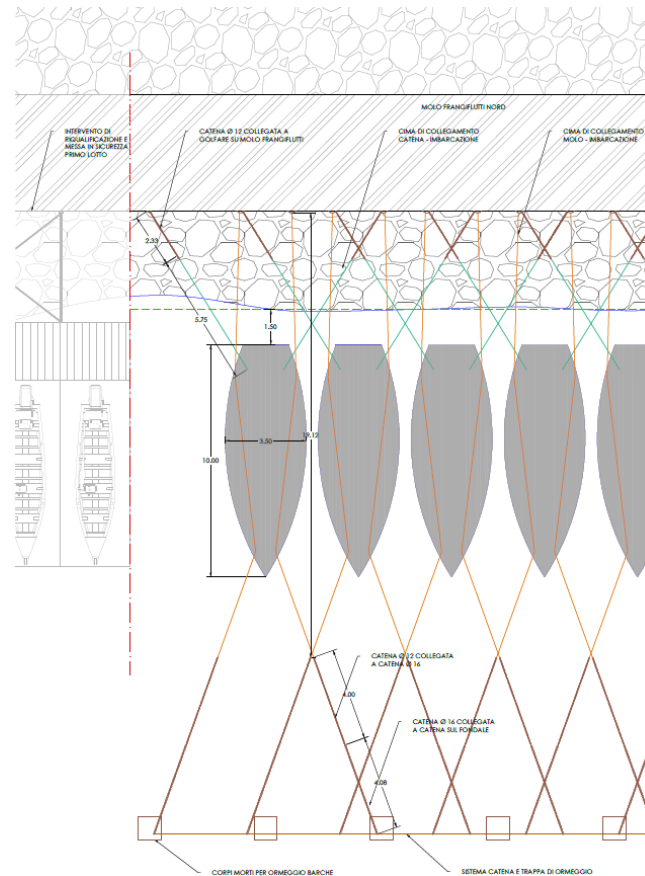 MOLO FRANGIFLUTTI NORD
INTERVENTO DI
RIQUALIFICAZIONE E
MESSA IN SICUREZZA
PRIMO LOTTO
CATENA Ø 12 COLLEGATA A
GOLFARE SU MOLO FRANGIFLUTTI
CIMA DI COLLEGAMENTO
CATENA - IMBARCAZIONE
CIMA DI COLLEGAMENTO
MOLO - IMBARCAZIONE
2.33
5.75
1.50
3.50
19.12
10.00
CATENA Ø 12 COLLEGATA
A CATENA Ø 16
4.00
CATENA Ø 16 COLLEGATA
A CATENA SUL FONDALE
4.08
CORPI MORTI PER ORMEGGIO BARCHE
SISTEMA CATENA E TRAPPA DI ORMEGGIO